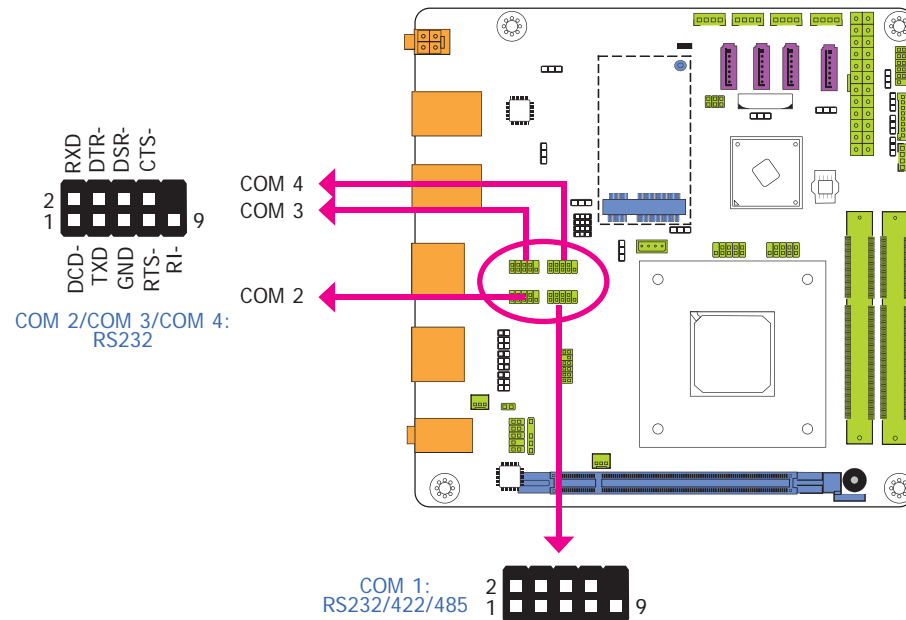 RXD
DTR-
DSR-
CTS-
2
1
9
DCD-
TXD
GND
RTS-
RI-
COM 2/COM 3/COM 4:
RS232
COM 4
COM 3
COM 2
COM 1:
RS232/422/485
2
1
9